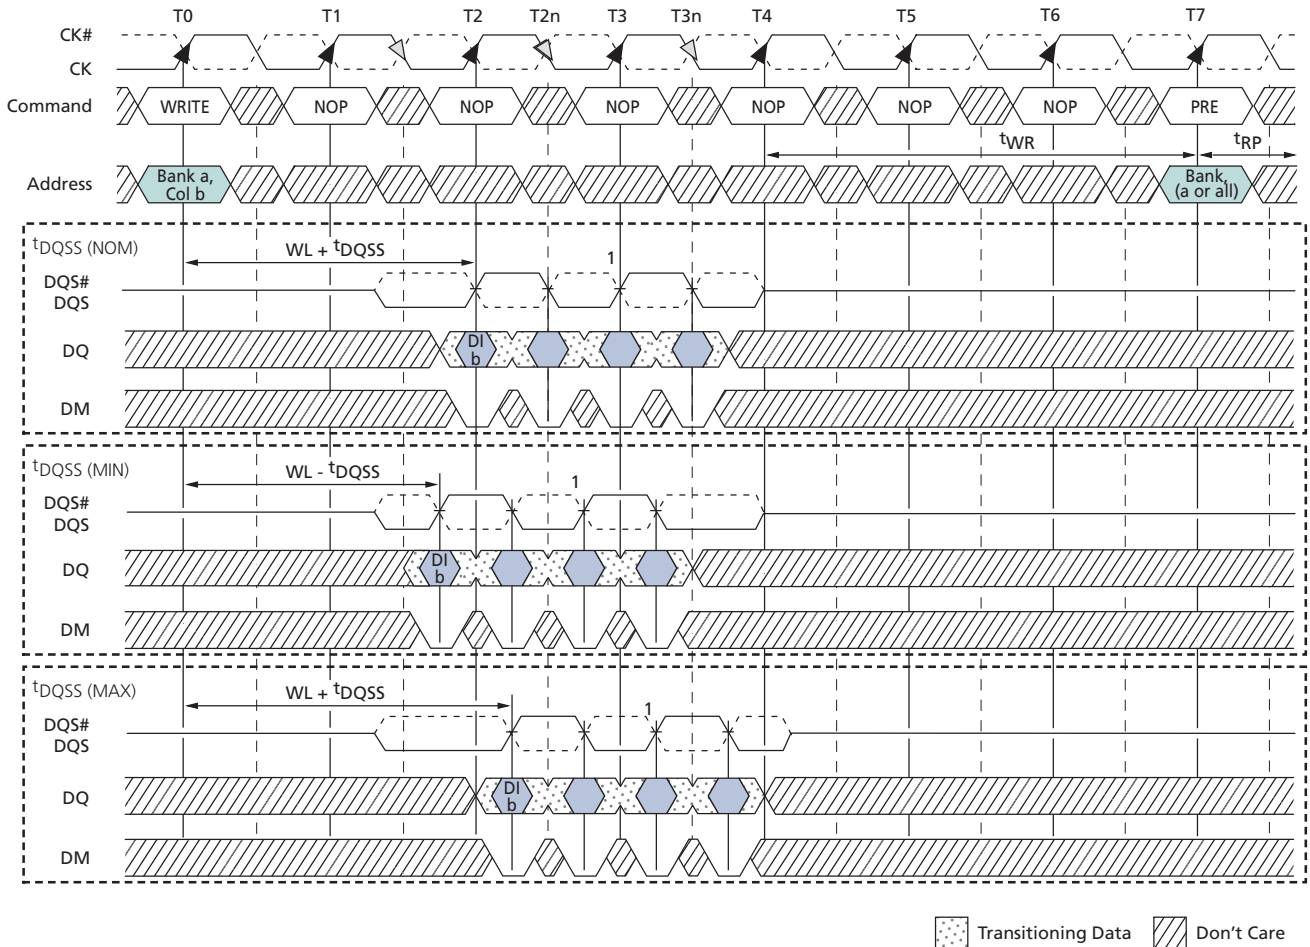 T0 T1 T2 T2n T3 T3n T4 T5 T6 T7
CK#
CK
Command WRITE NOP NOP NOP NOP NOP NOP PRE
tWR tRP
Address Bank a, Col b Bank, (a or all)
tDQSS (NOM)
WL + tDQSS 1
DQS#
DQS
DQ DI b
DM
tDQSS (MIN)
WL - tDQSS 1
DQS#
DQS
DQ DI b
DM
tDQSS (MAX)
WL + tDQSS 1
DQS#
DQS
DQ DI b
DM
Transitioning Data Don't Care